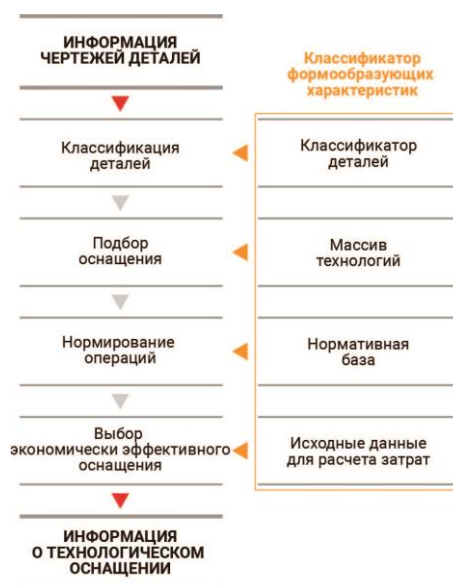 ИНФОРМАЦИЯ
ЧЕРТЕЖЕЙ ДЕТАЛЕЙ
Классификатор
формообразующих
характеристик
Классификация
деталей
Классификатор
деталей
Подбор
оснащения
Массив
технологий
Нормирование
операций
Нормативная
база
Выбор
экономически эффективного
оснащения
Исходные данные
для расчета затрат
ИНФОРМАЦИЯ
О ТЕХНОЛОГИЧЕСКОМ
ОСНАЩЕНИИ